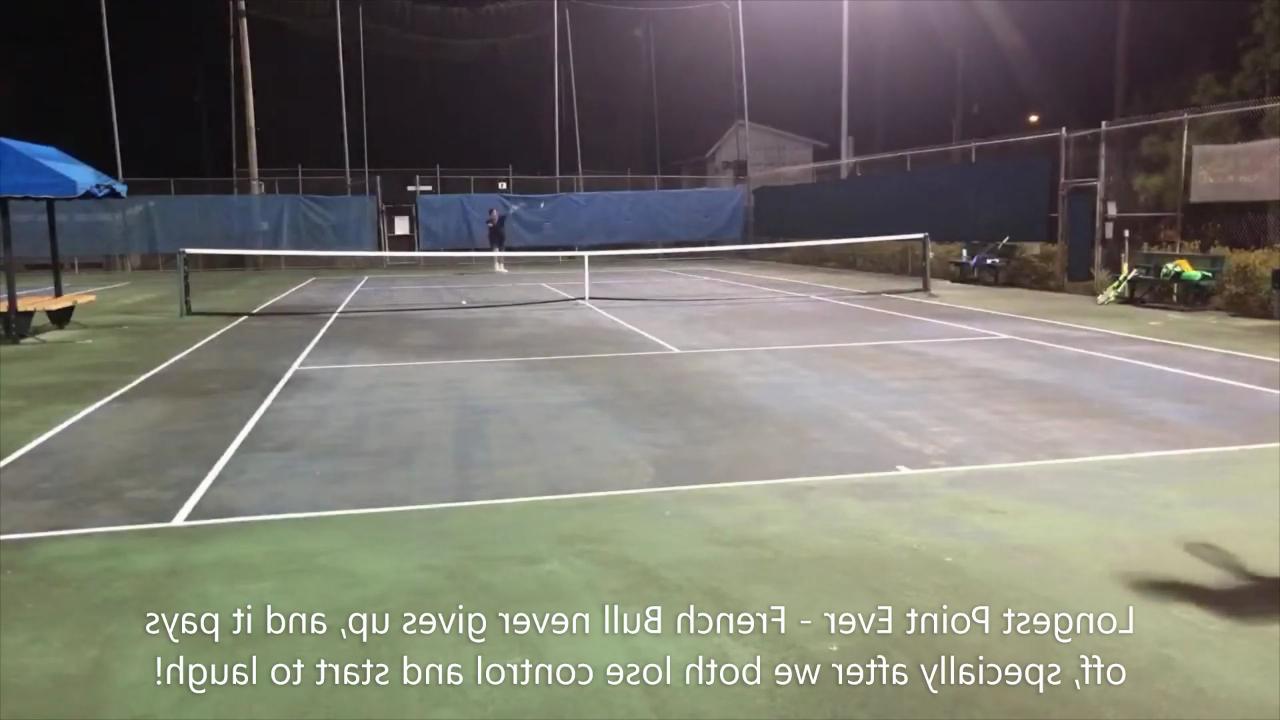 Longest Point Ever - French Bull never gives up, and it pays
off, specially after we both lose control and start to laugh!